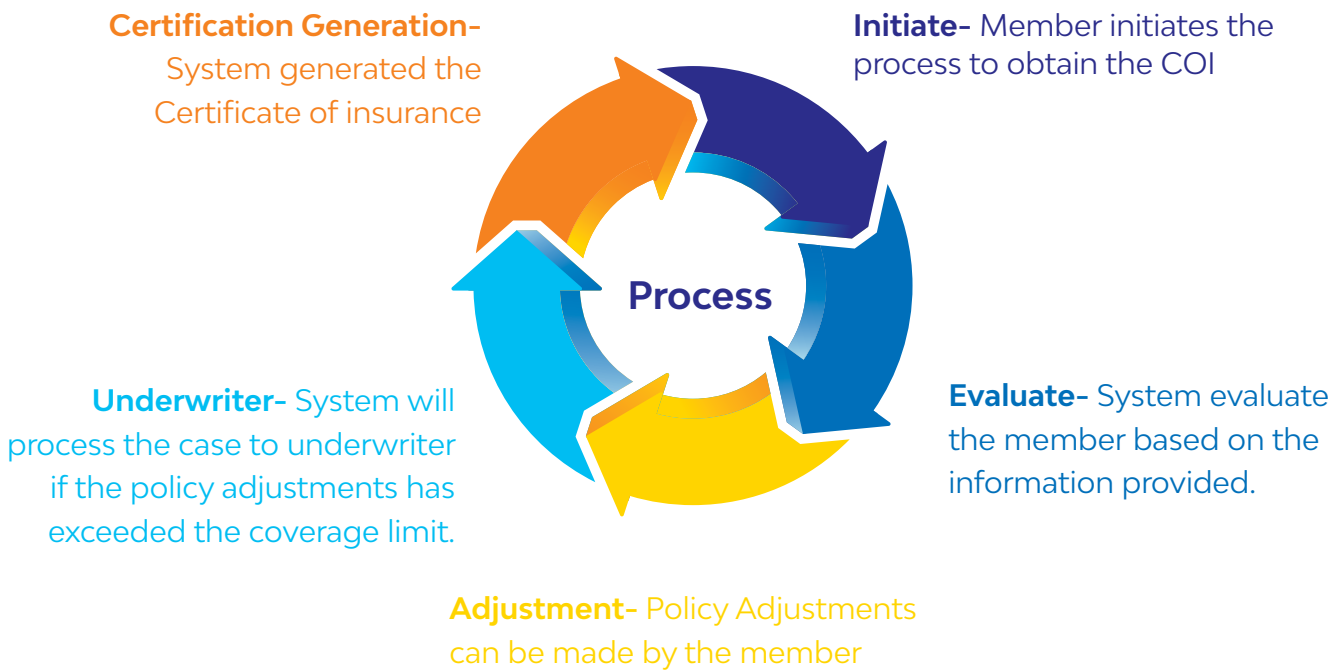 Certification Generation-
System generated the
Certificate of insurance
Initiate- Member initiates the
process to obtain the COI
Process
Underwriter- System will
process the case to underwriter
if the policy adjustments has
exceeded the coverage limit.
Evaluate- System evaluate
the member based on the
information provided.
Adjustment- Policy Adjustments
can be made by the member